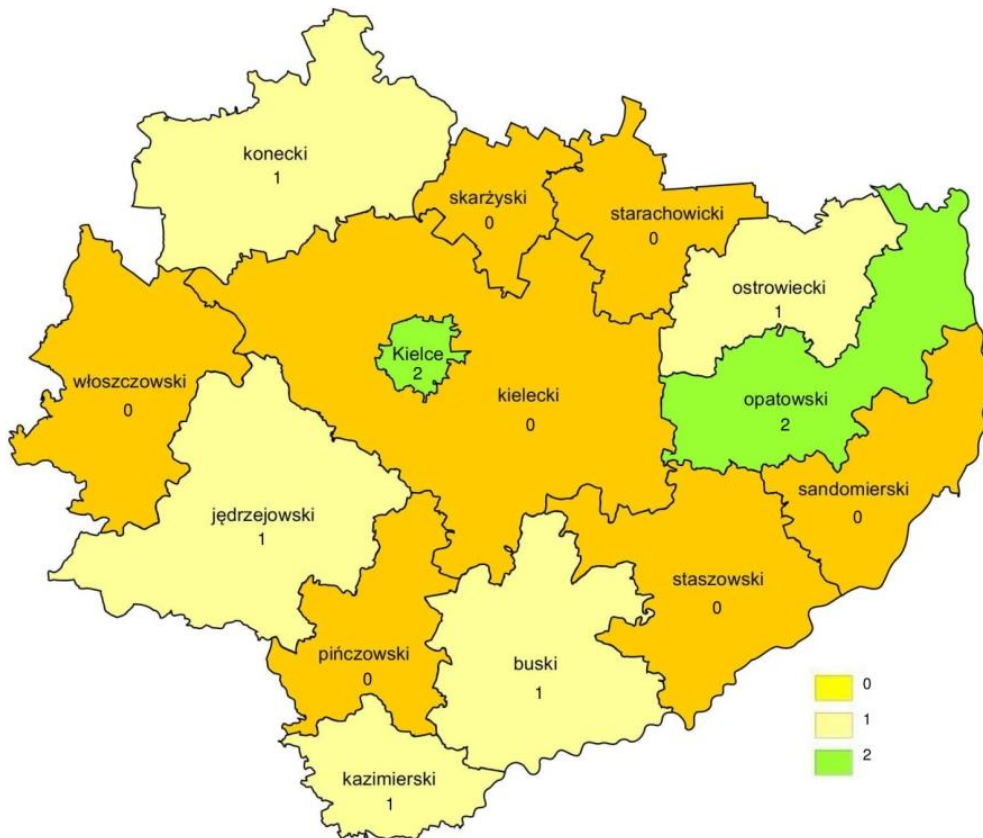 konecki
1
skarżyski
0
starachowicki
0
ostrowiecki
1
Kielce
2
włoszczowski
0
kielecki
0
opatowski
2
sandomierski
0
jędrzejowski
1
staszowski
0
pińczowski
0
buski
1
kazimierski
1
0
1
2